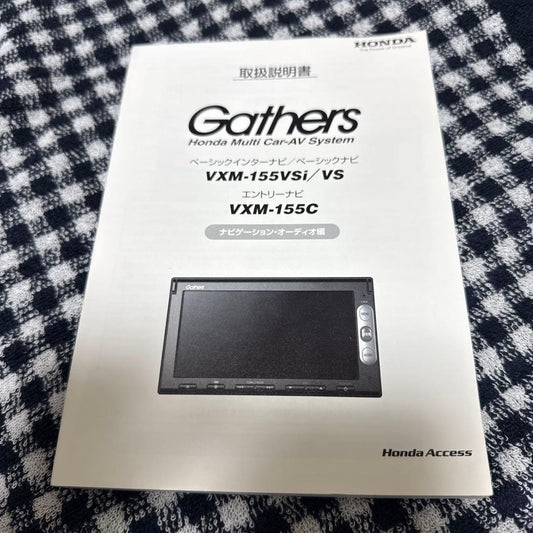 HONDA
The Power of Dreams
取扱説明書
Gathers
Honda Multi Car-AV System
ベーシックインターナビ/ベーシックナビ
VXM-155VSi/VS
エントリーナビ
VXM-155C
ナビゲーション・オーディオ編
Gathers
Honda Access